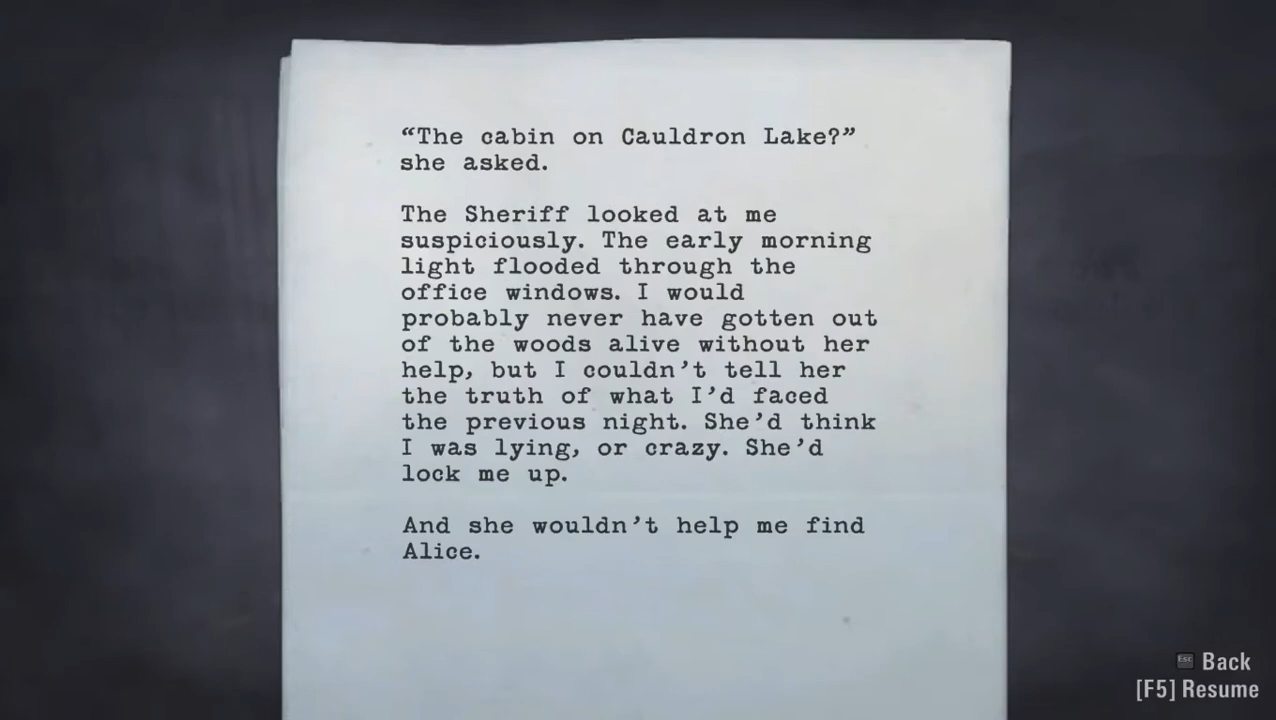 “The cabin on Cauldron Lake?”
she asked.
The Sheriff looked at me
suspiciously. The early morning
light flooded through the
office windows. I would
probably never have gotten out
of the woods alive without her
help, but I couldn’t tell her
the truth of what I’d faced
the previous night. She’d think
I was lying, or crazy. She’d
lock me up.
And she wouldn’t help me find
Alice.
Esc Back
[F5] Resume